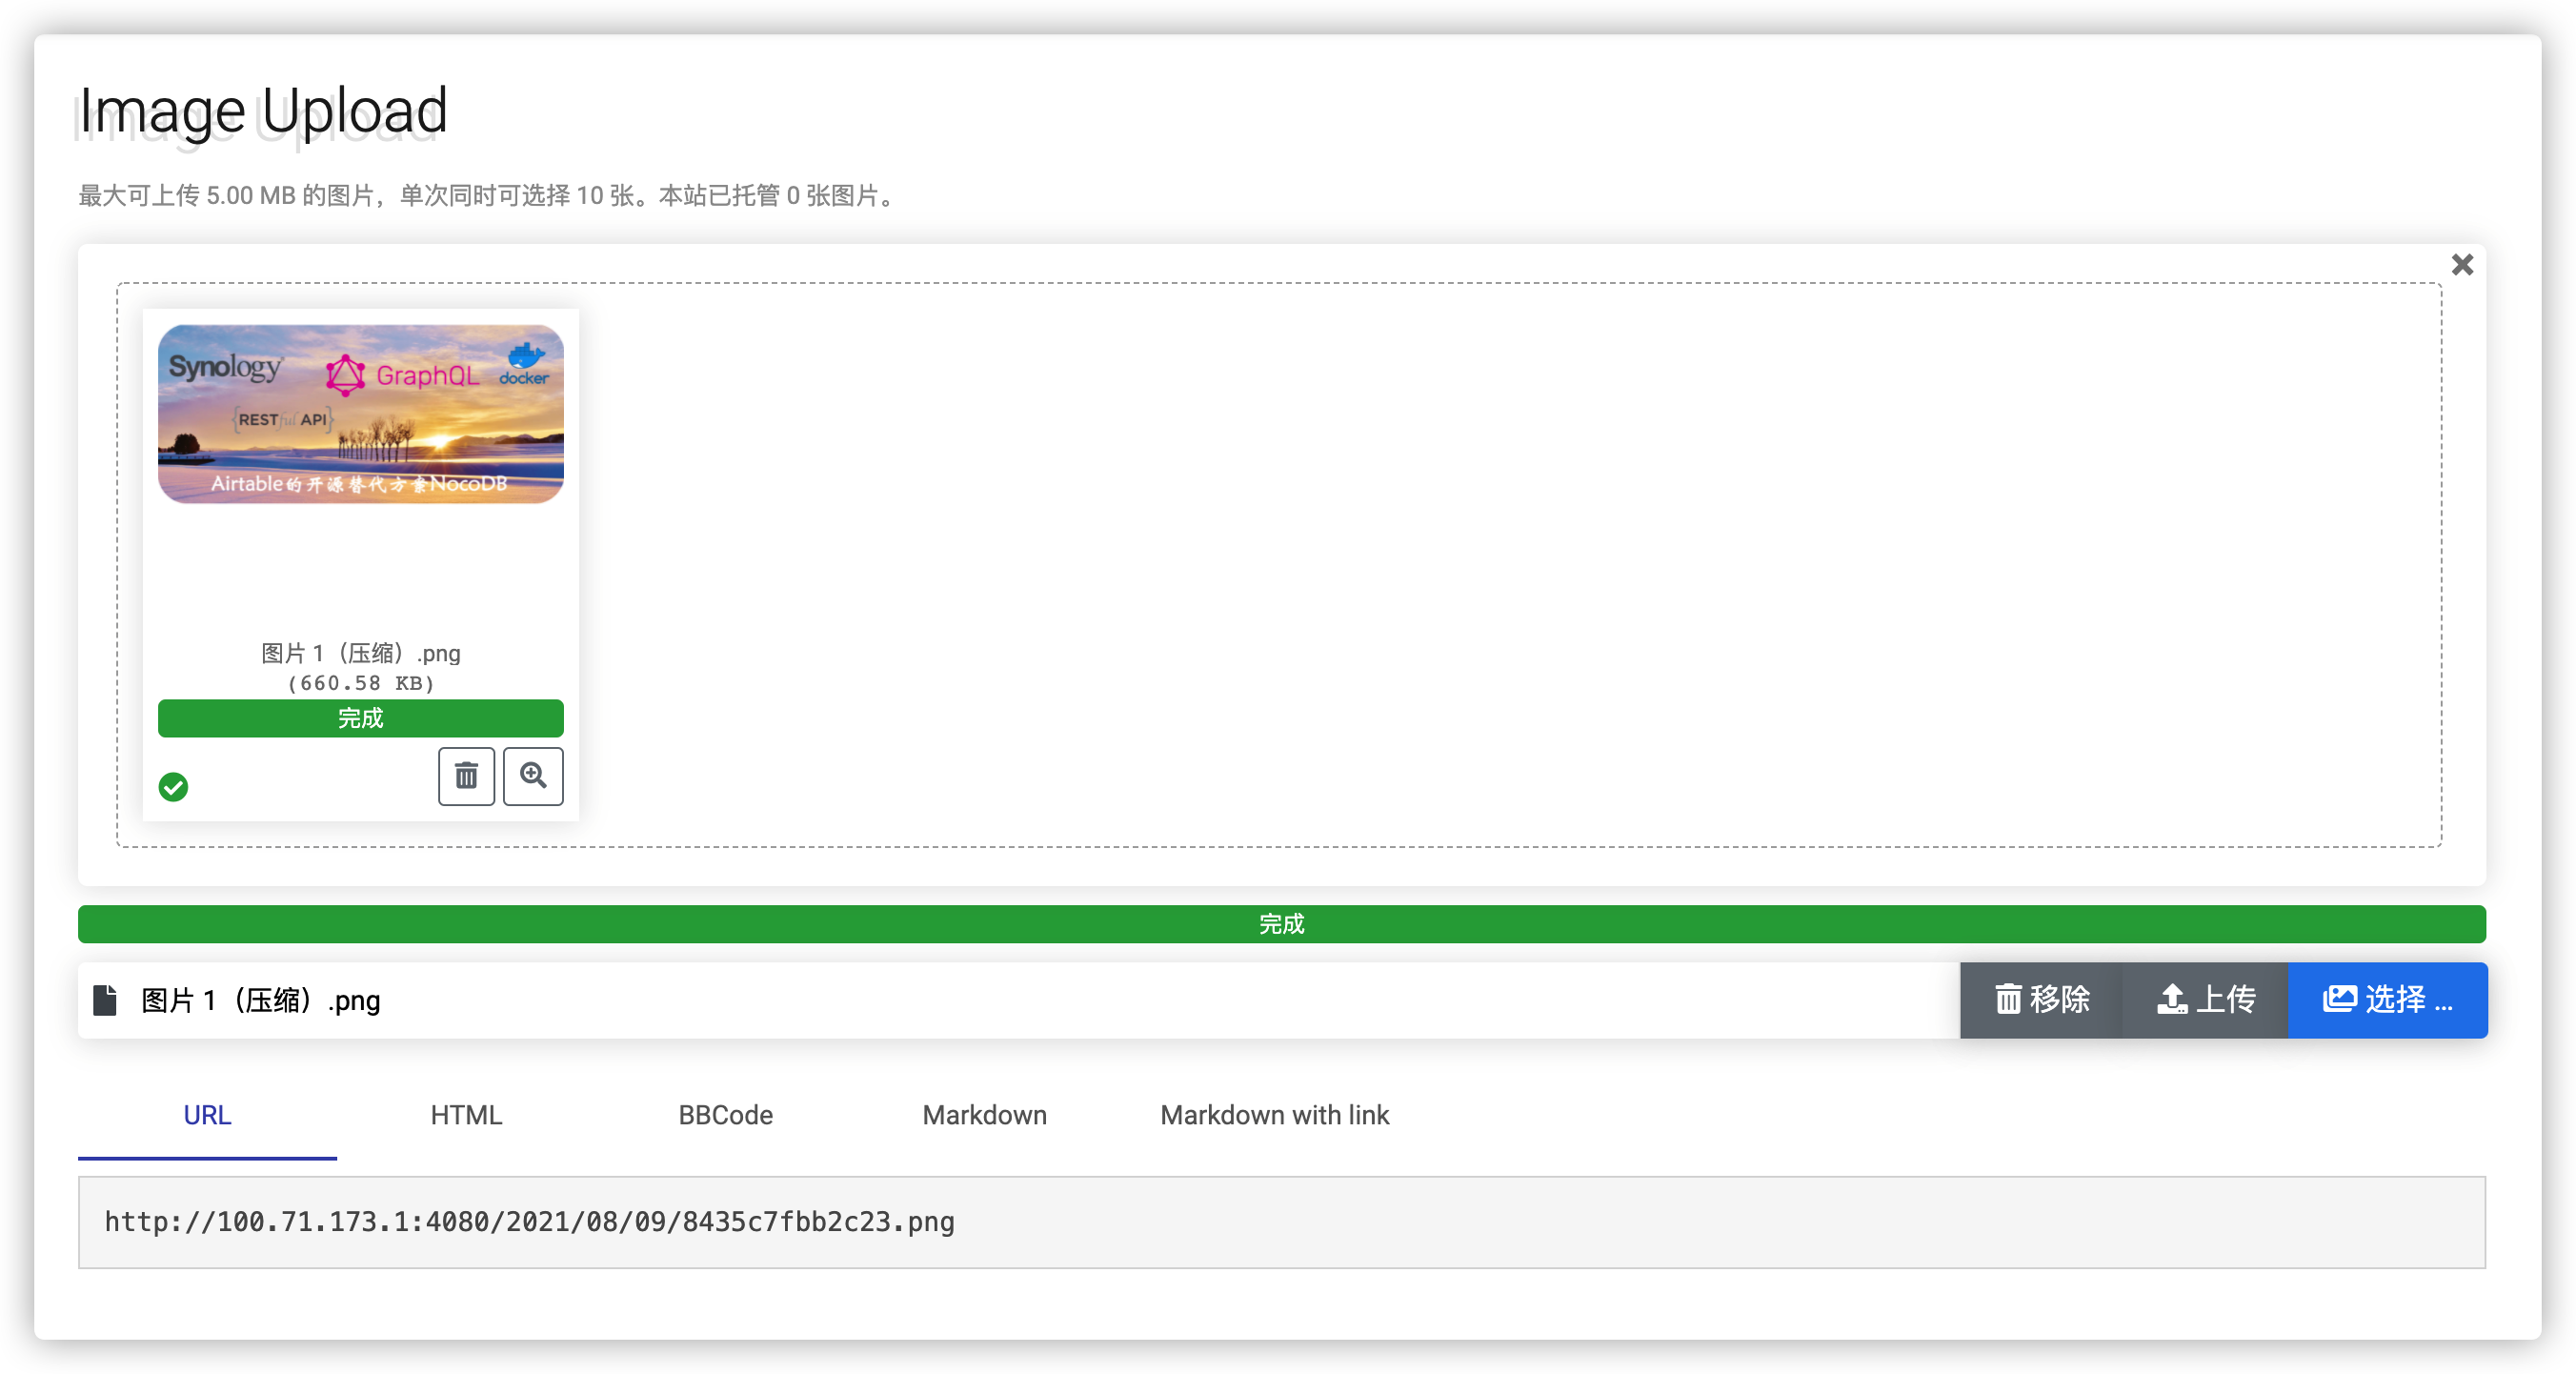 Image Upload
最大可上传 5.00 MB 的图片，单次同时可选择 10 张。本站已托管 0 张图片。
Synology
GraphQL
docker
{RESTful API}
Airtable的开源替代方案NocoDB
图片 1（压缩）.png
(660.58 KB)
完成
完成
图片 1（压缩）.png
移除
上传
选择 ...
URL
HTML
BBCode
Markdown
Markdown with link
http://100.71.173.1:4080/2021/08/09/8435c7fbb2c23.png